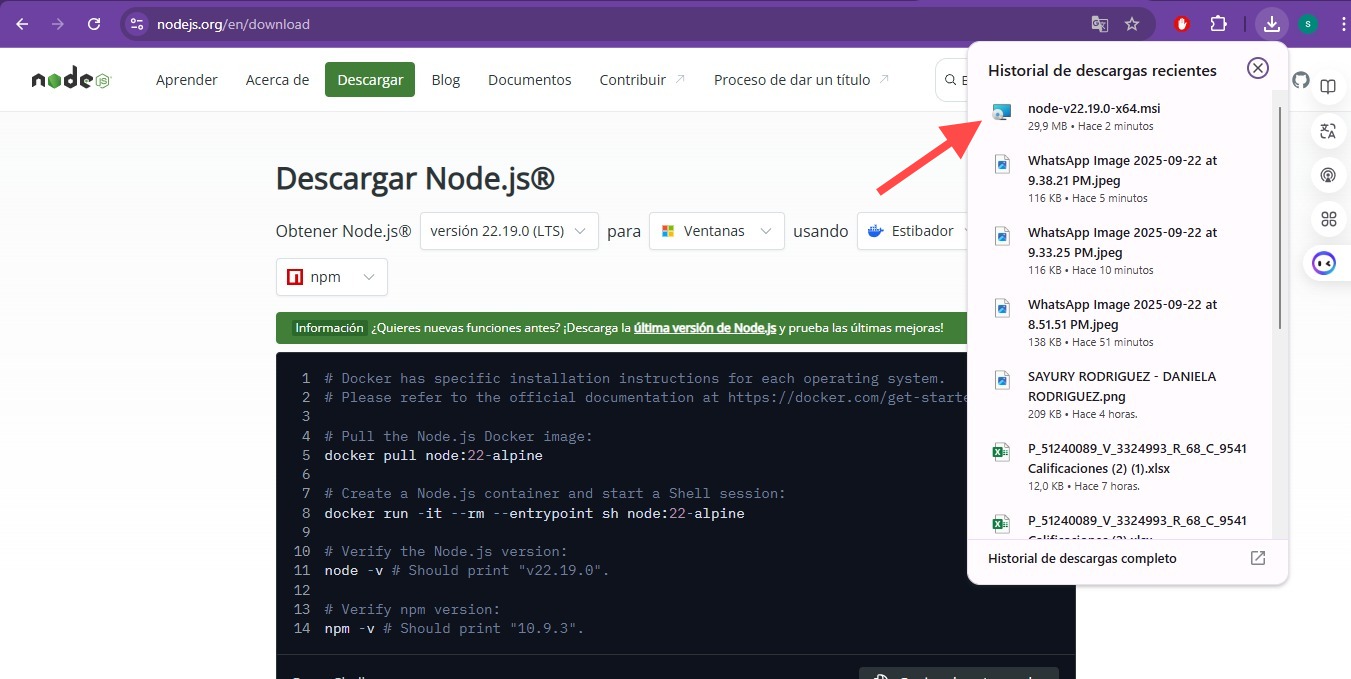 nodejs.org/en/download
S
node JS
Aprender
Acerca de
Descargar
Blog
Documentos
Contribuir
Proceso de dar un título
Historial de descargas recientes
node-v22.19.0-x64.msi
29,9 MB • Hace 2 minutos
WhatsApp Image 2025-09-22 at
9.38.21 PM.jpeg
116 KB • Hace 5 minutos
WhatsApp Image 2025-09-22 at
9.33.25 PM.jpeg
116 KB • Hace 10 minutos
WhatsApp Image 2025-09-22 at
8.51.51 PM.jpeg
138 KB • Hace 51 minutos
SAYURY RODRIGUEZ - DANIELA
RODRIGUEZ.png
209 KB • Hace 4 horas.
P_51240089_V_3324993_R_68_C_9541
Calificaciones (2) (1).xlsx
12,0 KB • Hace 7 horas.
P_51240089_V_3324993_R_68_C_9541
Historial de descargas completo
Descargar Node.js®
Obtener Node.js® versión 22.19.0 (LTS) para Ventanas usando Estibador
npm
Información ¿Quieres nuevas funciones antes? ¡Descarga la última versión de Node.js y prueba las últimas mejoras!
1 # Docker has specific installation instructions for each operating system.
2 # Please refer to the official documentation at https://docker.com/get-starte
3
4 # Pull the Node.js Docker image:
5 docker pull node:22-alpine
6
7 # Create a Node.js container and start a Shell session:
8 docker run -it --rm --entrypoint sh node:22-alpine
9
10 # Verify the Node.js version:
11 node -v # Should print "v22.19.0".
12
13 # Verify npm version:
14 npm -v # Should print "10.9.3".